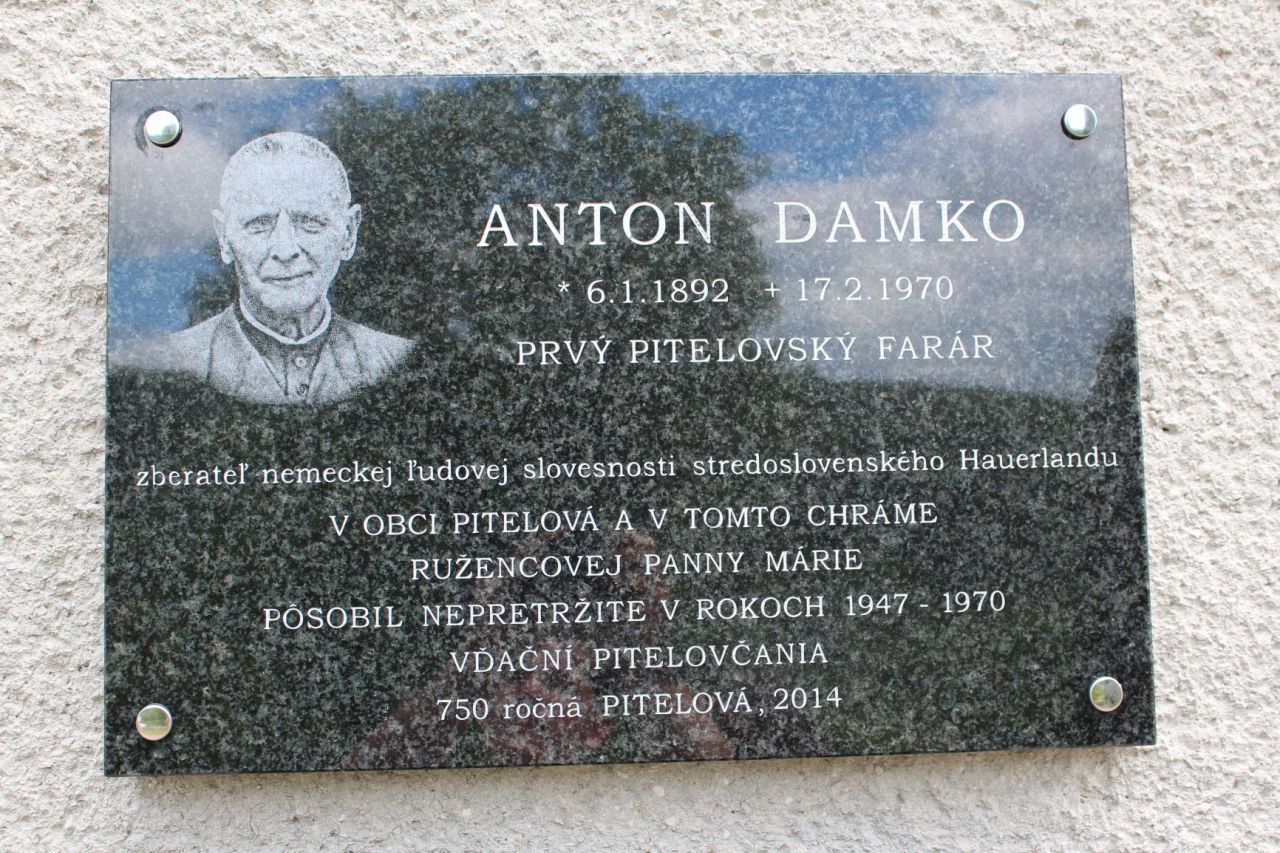 ANTON DAMKO
* 6.1.1892 + 17.2.1970
PRVÝ PITELOVSKÝ FARÁR
zberateľ nemeckej ľudovej slovesnosti stredoslovenského Hauerlandu
V OBCI PITELOVÁ A V TOMTO CHRÁME
RUŽENCOVEJ PANNY MÁRIE
PÔSOBIL NEPRETRŽITE V ROKOCH 1947 - 1970
VĎAČNÍ PITELOVČANIA
750 ročná PITELOVÁ, 2014